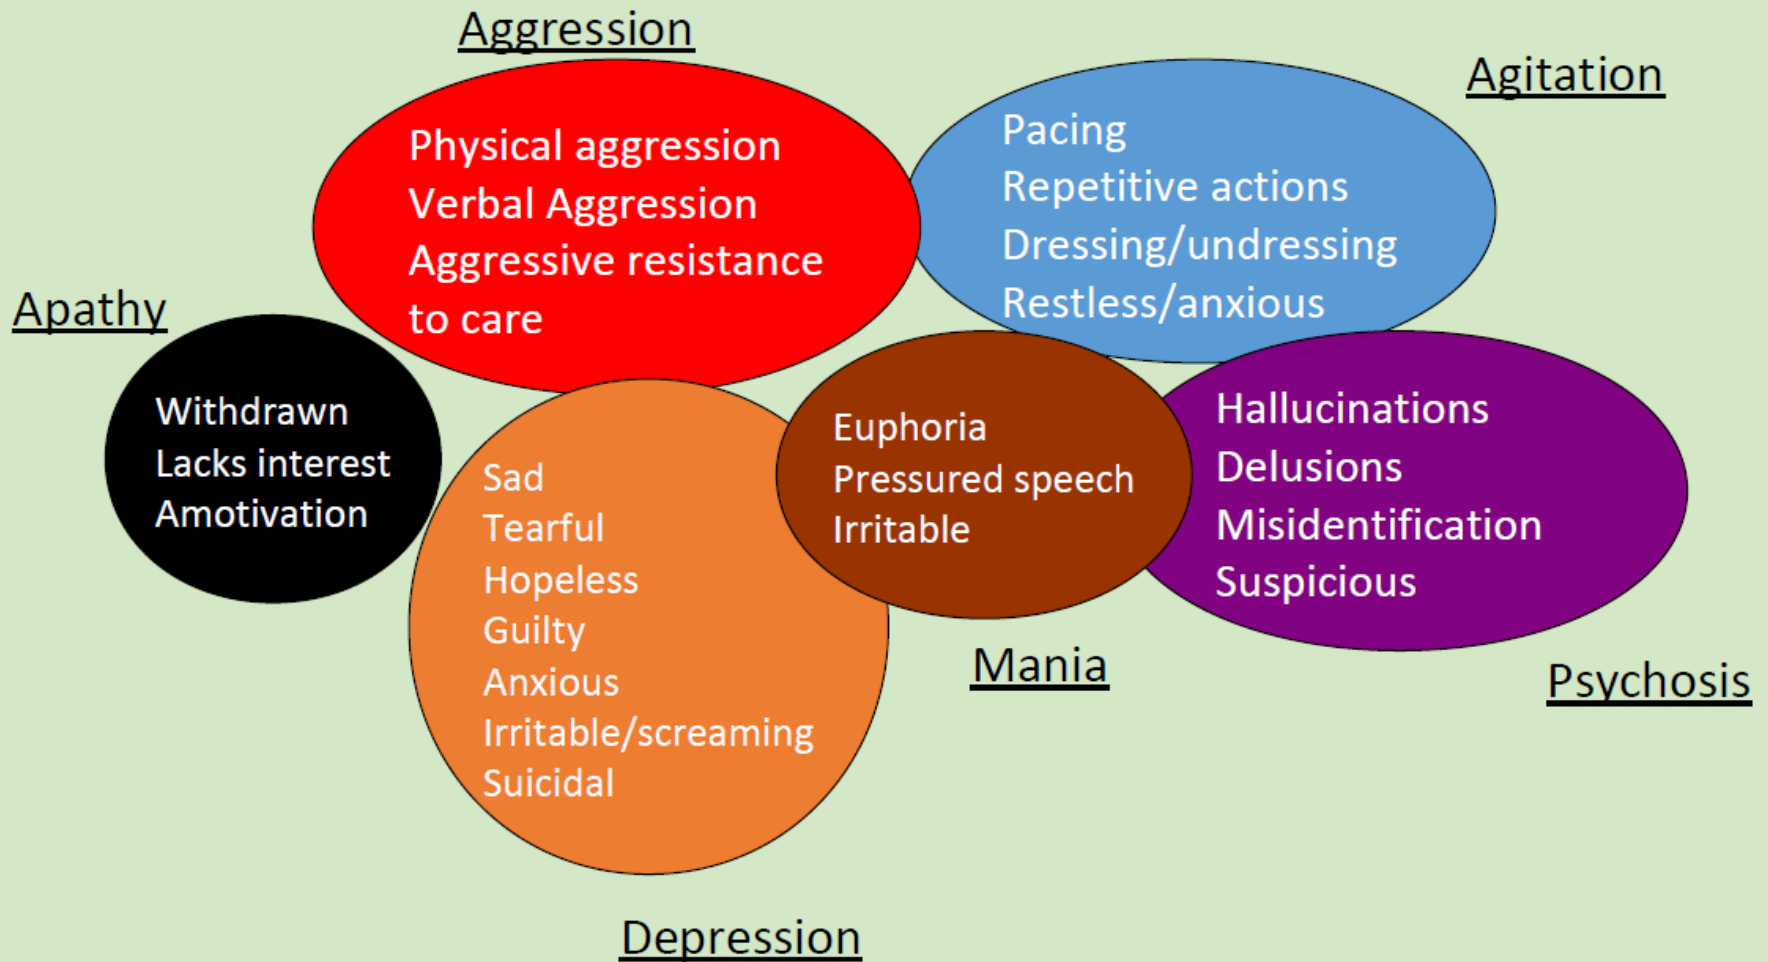 Aggression
Physical aggression
Verbal Aggression
Aggressive resistance
to care
Agitation
Pacing
Repetitive actions
Dressing/undressing
Restless/anxious
Apathy
Withdrawn
Lacks interest
Amotivation
Sad
Tearful
Hopeless
Guilty
Anxious
Irritable/screaming
Suicidal
Depression
Euphoria
Pressured speech
Irritable
Mania
Hallucinations
Delusions
Misidentification
Suspicious
Psychosis